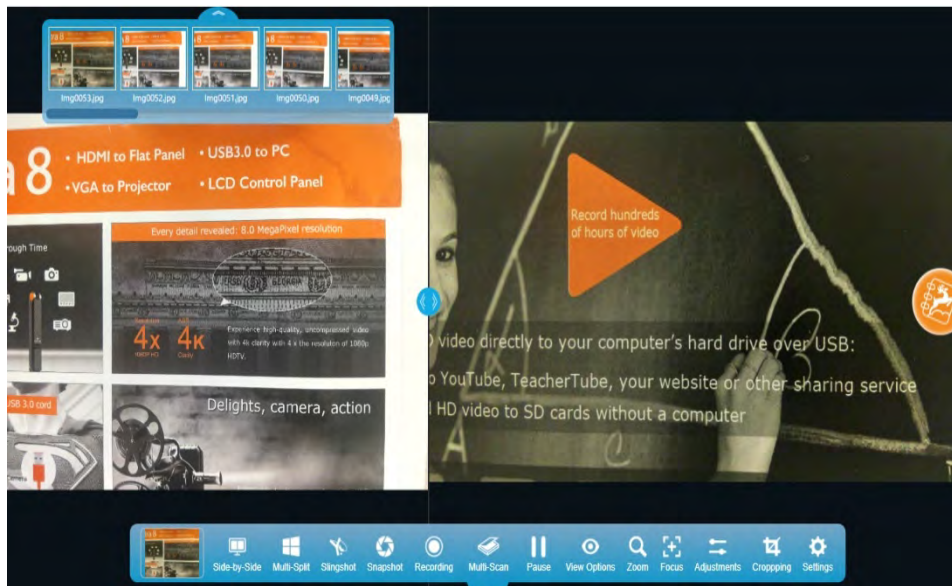 Img0053.jpg
Img0052.jpg
Img0051.jpg
Img0050.jpg
Img0049.jpg
a8
• HDMI to Flat Panel • USB3.0 to PC
• VGA to Projector • LCD Control Panel
rough Time
Every detail revealed: 8.0 MegaPixel resolution
GEORGIA
4x 4K
1080P HD Clarity
Experience high-quality, uncompressed video
with 4k clarity with 4 x the resolution of 1080p
HDTV.
USB 3.0 cord
Delights, camera, action
Record hundreds
of hours of video
video directly to your computer's hard drive over USB:
o YouTube, TeacherTube, your website or other sharing service
l HD video to SD cards without a computer
Side-by-Side Multi-Split Slingshot Snapshot Recording Multi-Scan Pause View Options Zoom Focus Adjustments Croppping Settings